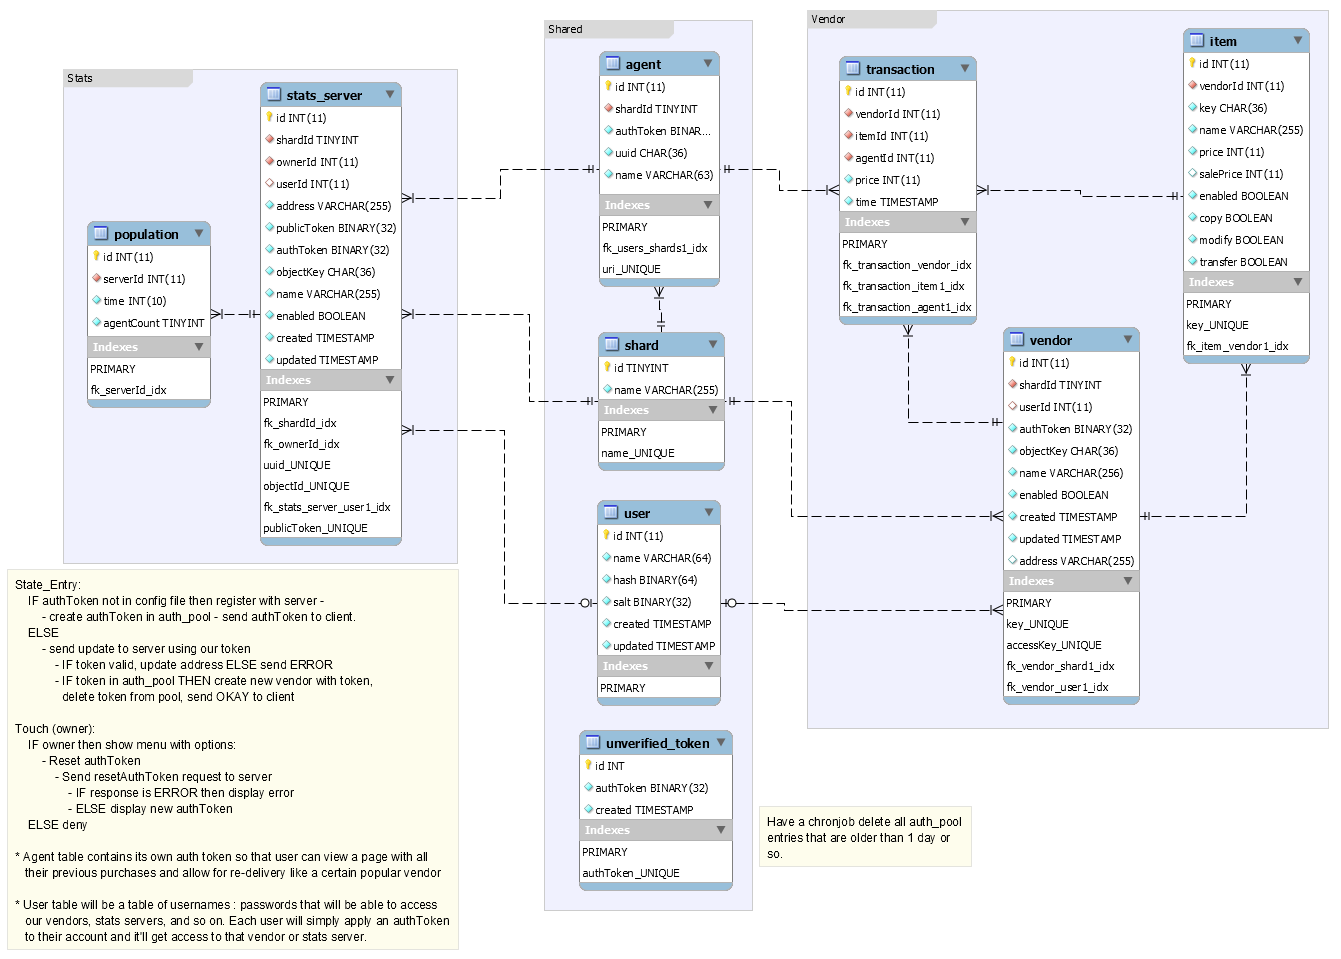 Stats
stats_server
id INT(11)
shardId TINYINT
ownerId INT(11)
userId INT(11)
address VARCHAR(255)
publicToken BINARY(32)
authToken BINARY(32)
objectKey CHAR(36)
name VARCHAR(255)
enabled BOOLEAN
created TIMESTAMP
updated TIMESTAMP
Indexes
PRIMARY
fk_shardId_idx
fk_ownerId_idx
uuid_UNIQUE
objectId_UNIQUE
fk_stats_server_user1_idx
publicToken_UNIQUE
population
id INT(11)
serverId INT(11)
time INT(10)
agentCount TINYINT
Indexes
PRIMARY
fk_serverId_idx
Shared
agent
id INT(11)
shardId TINYINT
authToken BINAR...
uuid CHAR(36)
name VARCHAR(63)
Indexes
PRIMARY
fk_users_shards1_idx
uri_UNIQUE
shard
id TINYINT
name VARCHAR(255)
Indexes
PRIMARY
name_UNIQUE
user
id INT(11)
name VARCHAR(64)
hash BINARY(64)
salt BINARY(32)
created TIMESTAMP
updated TIMESTAMP
Indexes
PRIMARY
unverified_token
id INT
authToken BINARY(32)
created TIMESTAMP
Indexes
PRIMARY
authToken_UNIQUE
Vendor
transaction
id INT(11)
vendorId INT(11)
itemId INT(11)
agentId INT(11)
price INT(11)
time TIMESTAMP
Indexes
PRIMARY
fk_transaction_vendor_idx
fk_transaction_item1_idx
fk_transaction_agent1_idx
item
id INT(11)
vendorId INT(11)
key CHAR(36)
name VARCHAR(255)
price INT(11)
salePrice INT(11)
enabled BOOLEAN
copy BOOLEAN
modify BOOLEAN
transfer BOOLEAN
Indexes
PRIMARY
key_UNIQUE
fk_item_vendor1_idx
vendor
id INT(11)
shardId TINYINT
userId INT(11)
authToken BINARY(32)
objectKey CHAR(36)
name VARCHAR(256)
enabled BOOLEAN
created TIMESTAMP
updated TIMESTAMP
address VARCHAR(255)
Indexes
PRIMARY
key_UNIQUE
accessKey_UNIQUE
fk_vendor_shard1_idx
fk_vendor_user1_idx
State_Entry:
IF authToken not in config file then register with server -
- create authToken in auth_pool - send authToken to client.
ELSE
- send update to server using our token
- IF token valid, update address ELSE send ERROR
- IF token in auth_pool THEN create new vendor with token,
delete token from pool, send OKAY to client
Touch (owner):
IF owner then show menu with options:
- Reset authToken
- Send resetAuthToken request to server
- IF response is ERROR then display error
- ELSE display new authToken
ELSE deny
* Agent table contains its own auth token so that user can view a page with all
their previous purchases and allow for re-delivery like a certain popular vendor
* User table will be a table of usernames : passwords that will be able to access
our vendors, stats servers, and so on. Each user will simply apply an authToken
to their account and it'll get access to that vendor or stats server.
Have a chronjob delete all auth_pool
entries that are older than 1 day or
so.